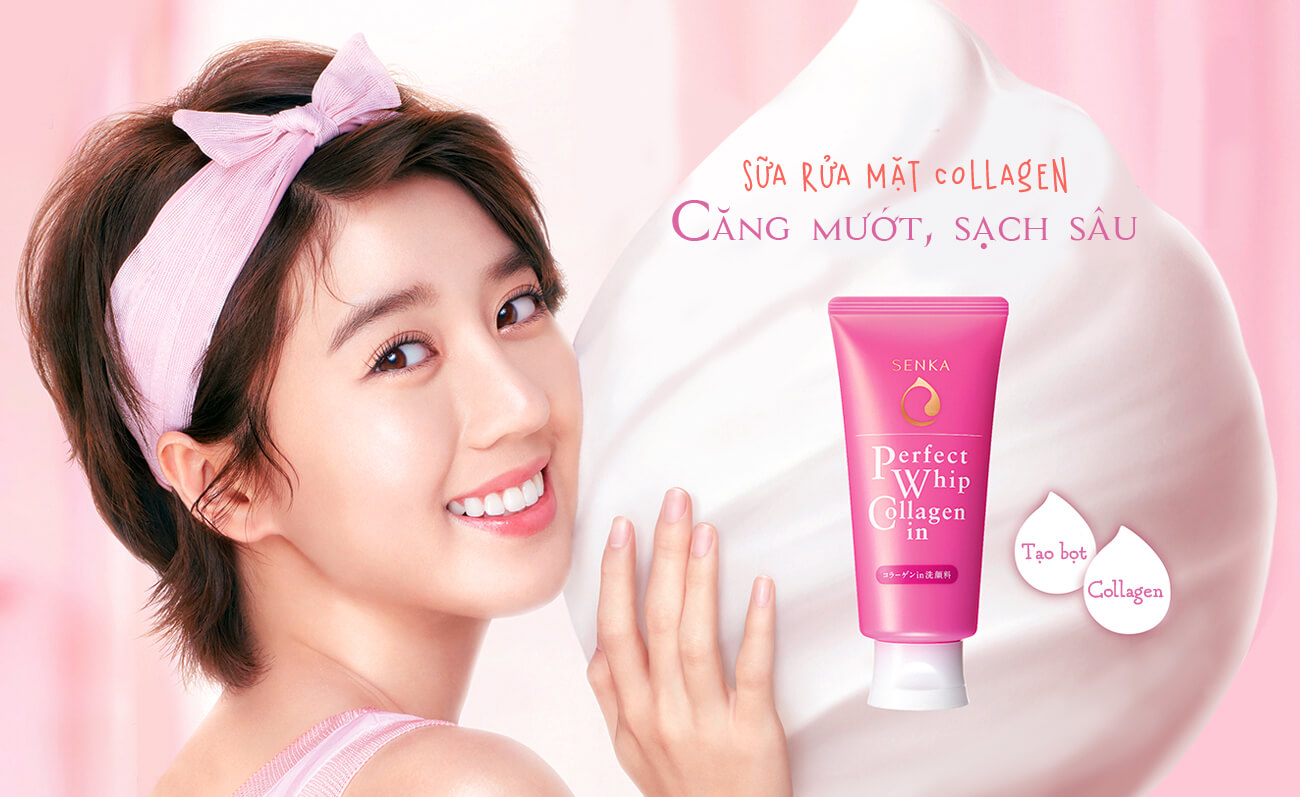 SỮA RỬA MẶT COLLAGEN
CĂNG MƯỚT, SẠCH SÂU
SENKA
Perfect
Whip
Collagen
in
コラーゲンin洗顔料
Tạo bọt
Collagen